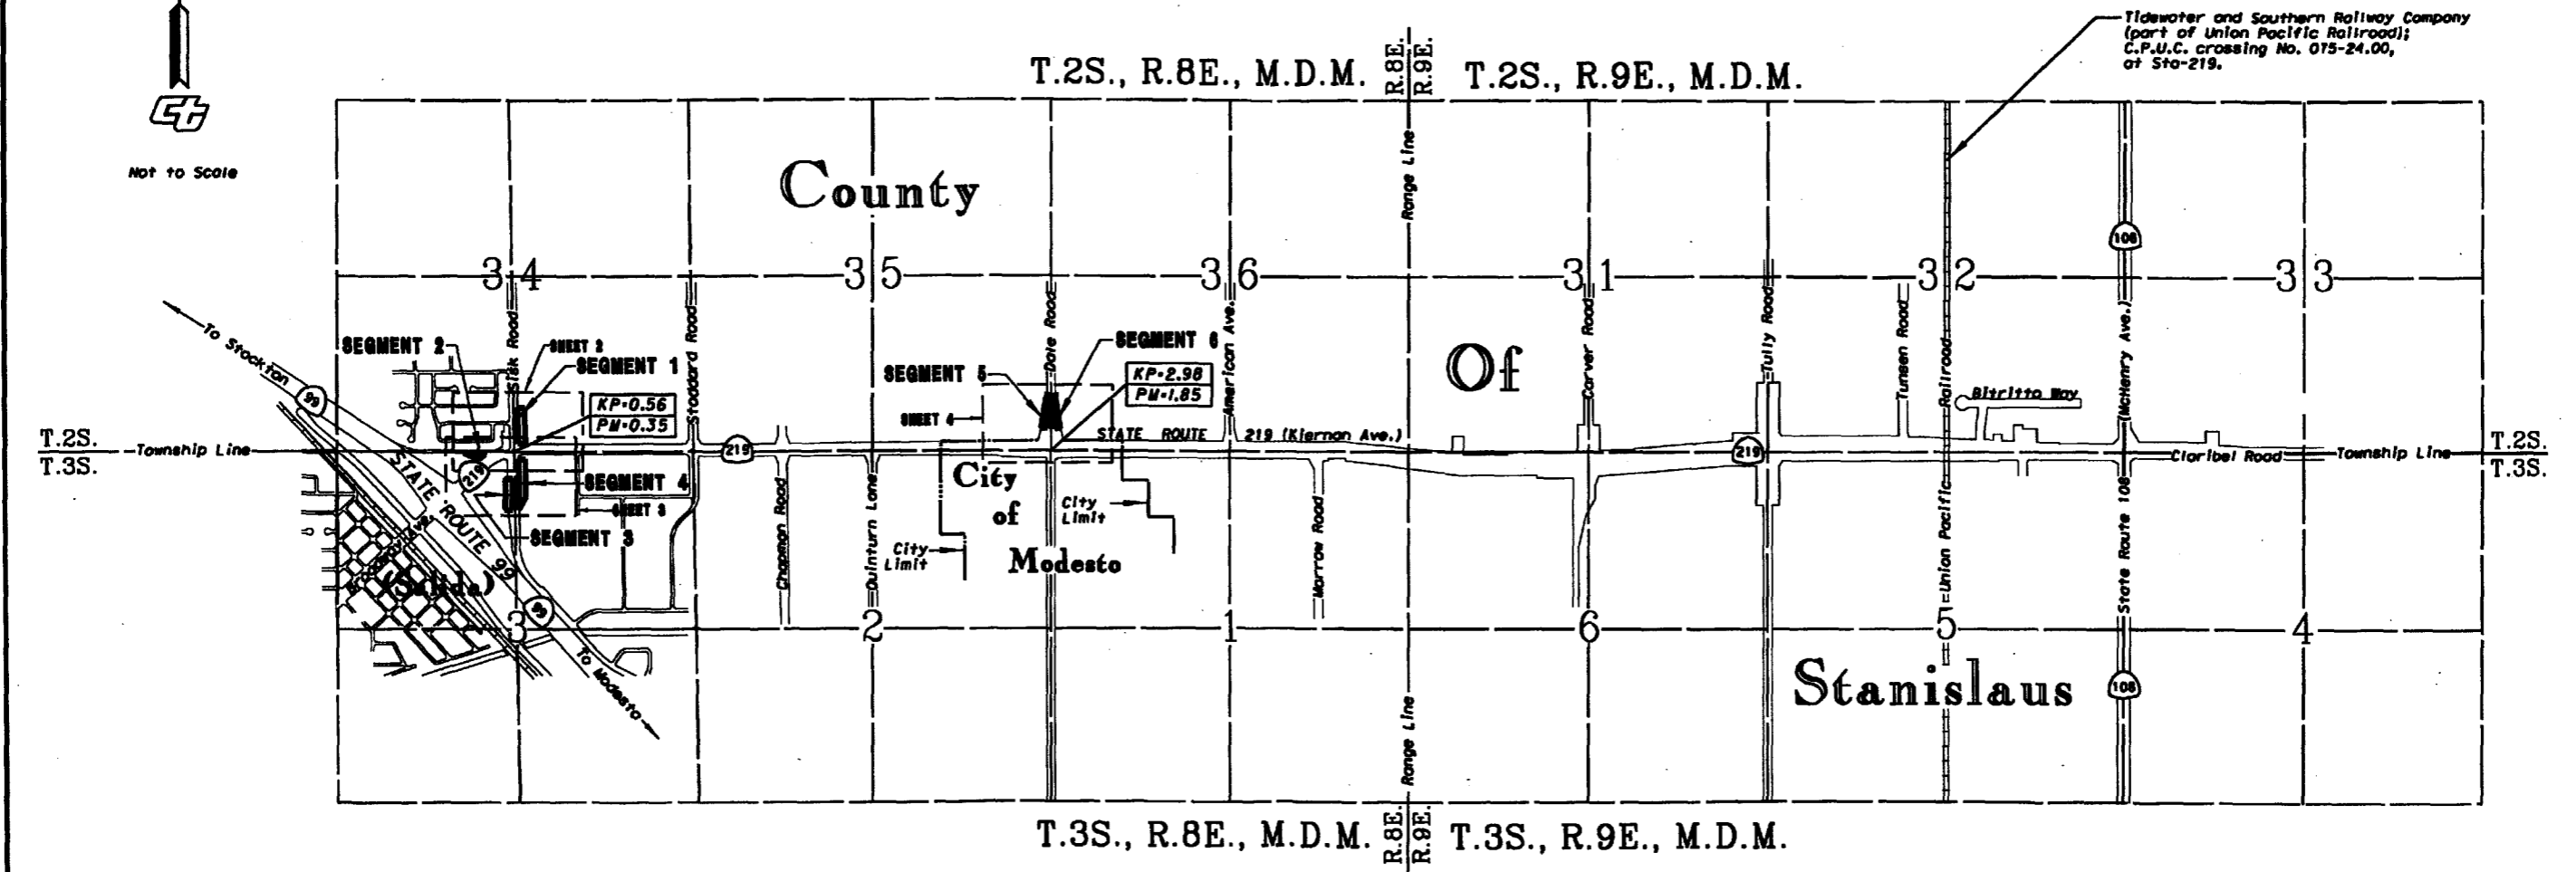 Tidewater and Southern Railway Company
(part of Union Pacific Railroad);
C.P.U.C. crossing No. 075-24.00,
at Sta-219.
T.2S., R.8E., M.D.M.
R.8E.
R.9E.
T.2S., R.9E., M.D.M.
Ct
Not to Scale
County
Range Line
108
34
35
36
31
32
33
To Stockton
99
SEGMENT 2
Sisk Road
SHEET 2
SEGMENT 1
KP=0.56
PM=0.35
Stoddard Road
SEGMENT 5
SHEET 4
Dale Road
SEGMENT 6
KP=2.98
PM=1.85
American Ave.
Of
Carver Road
Tully Road
Tunsen Road
Union Pacific Railroad
Bitritto Way
State Route 108 (McHenry Ave.)
T.2S.
T.3S.
Township Line
219
219
STATE ROUTE 219 (Kiernan Ave.)
219
Claribel Road
Township Line
T.2S.
T.3S.
STATE ROUTE 99
SEGMENT 4
SHEET 3
SEGMENT 3
Chapman Road
Quinturn Lane
City
of
Modesto
City
Limit
City
Limit
Morrow Road
(Salida)
99
3
2
1
6
5
4
To Modesto
Range Line
Stanislaus
108
T.3S., R.8E., M.D.M.
R.8E.
R.9E.
T.3S., R.9E., M.D.M.